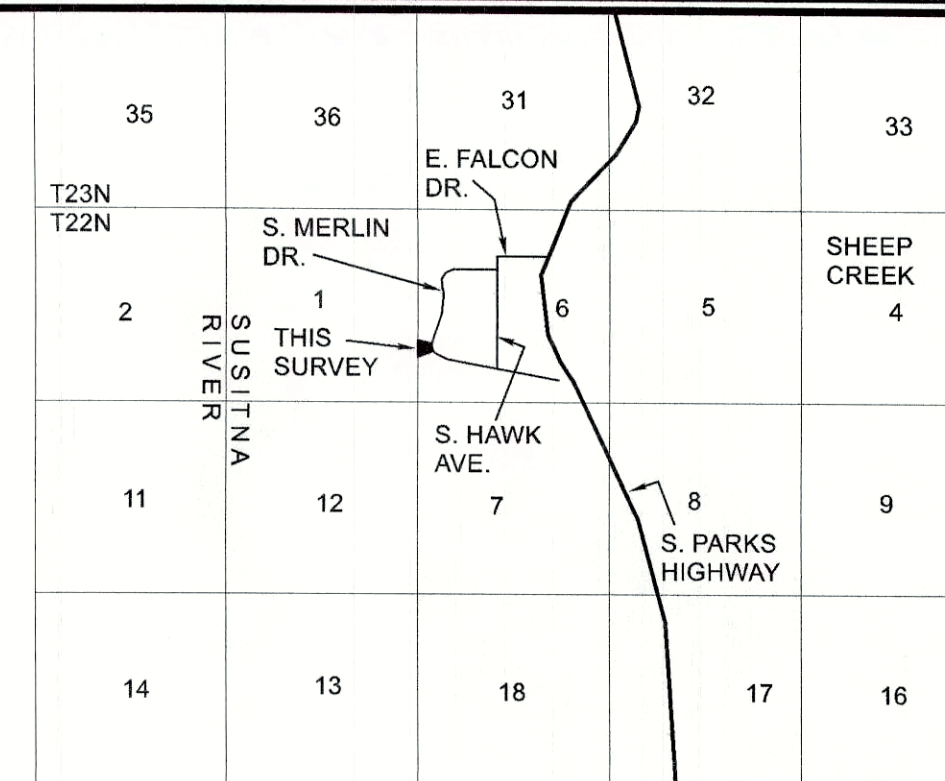 35
36
31
32
33
E. FALCON
DR.
T23N
T22N
S. MERLIN
DR.
SHEEP
CREEK
2
1
6
5
4
SUSITNA
RIVER
THIS
SURVEY
S. HAWK
AVE.
11
12
7
8
9
S. PARKS
HIGHWAY
14
13
18
17
16